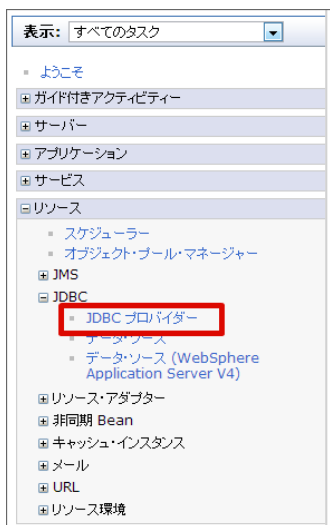 表示: すべてのタスク
ようこそ
ガイド付きアクティビティー
サーバー
アプリケーション
サービス
リソース
スケジューラー
オブジェクト・プール・マネージャー
JMS
JDBC
JDBC プロバイダー
データ・ソース
データ・ソース (WebSphere
Application Server V4)
リソース・アダプター
非同期 Bean
キャッシュ・インスタンス
メール
URL
リソース環境